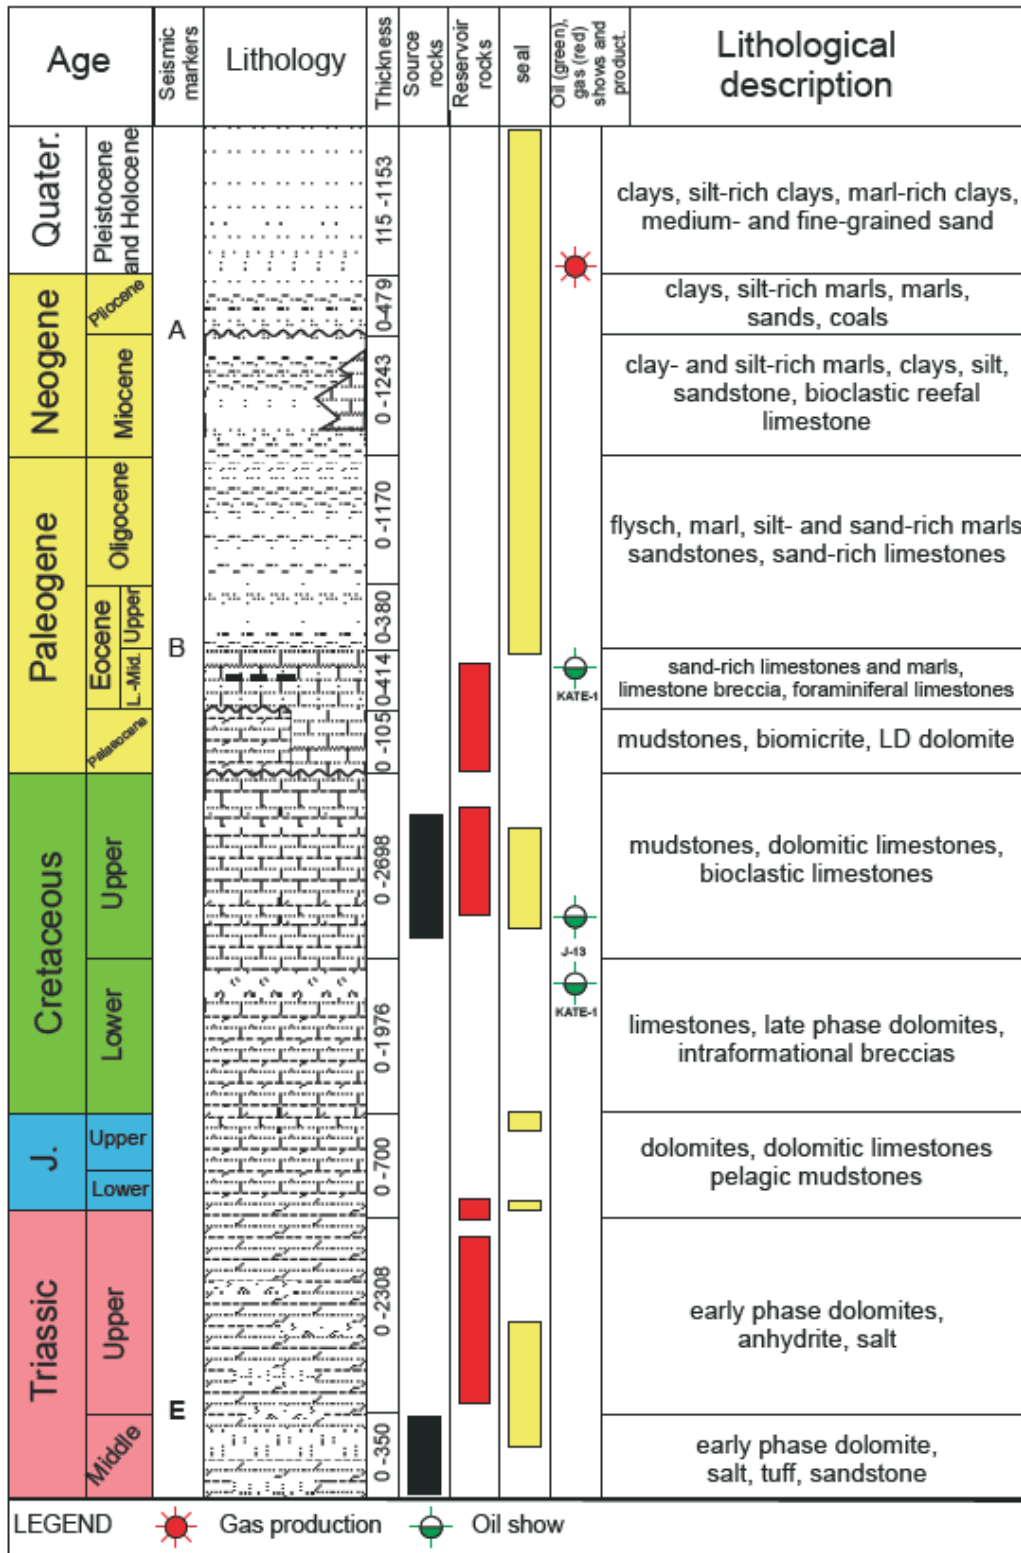 Age
Seismic
markers
Lithology
Thickness
Source
rocks
Reservoir
rocks
seal
Oil (green),
gas (red)
shows and
product.
Lithological
description
Quater.
Pleistocene
and Holocene
115 -1153
clays, silt-rich clays, marl-rich clays,
medium- and fine-grained sand
Neogene
Pliocene
A
0-479
clays, silt-rich marls, marls,
sands, coals
Miocene
0 -1243
clay- and silt-rich marls, clays, silt,
sandstone, bioclastic reefal
limestone
Paleogene
Oligocene
0 -1170
flysch, marl, silt- and sand-rich marls
sandstones, sand-rich limestones
Eocene
Upper
0-380
B
L.-Mid.
0-414
KATE-1
sand-rich limestones and marls,
limestone breccia, foraminiferal limestones
Palaeocene
0 -105
mudstones, biomicrite, LD dolomite
Cretaceous
Upper
0 -2698
J-13
mudstones, dolomitic limestones,
bioclastic limestones
Lower
0 -1976
KATE-1
limestones, late phase dolomites,
intraformational breccias
J.
Upper
Lower
0 -700
dolomites, dolomitic limestones
pelagic mudstones
Triassic
Upper
0 -2308
early phase dolomites,
anhydrite, salt
E
Middle
0 -350
early phase dolomite,
salt, tuff, sandstone
LEGEND
Gas production
Oil show